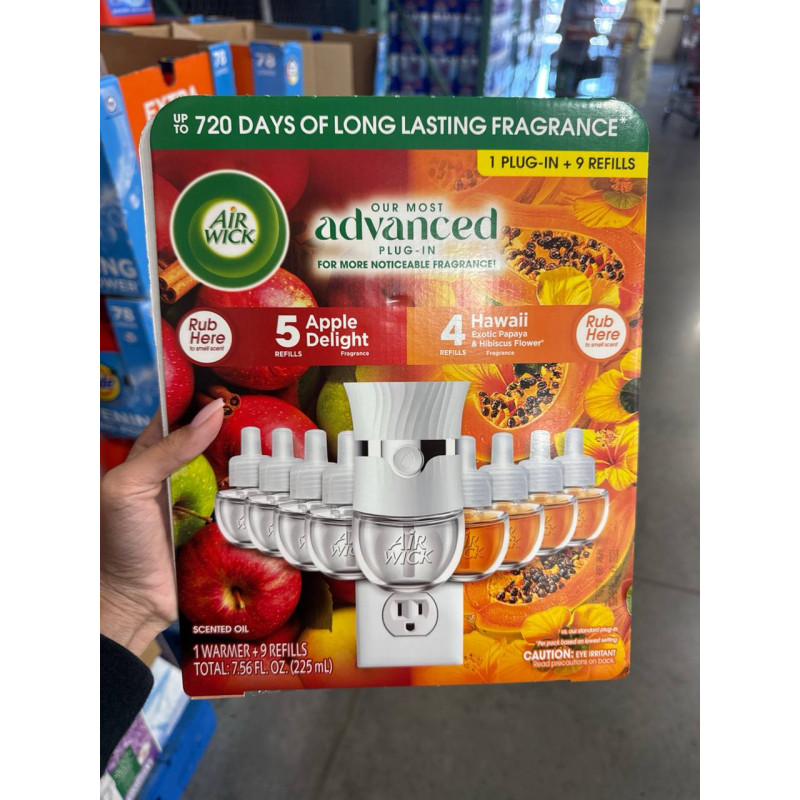 UP TO 720 DAYS OF LONG LASTING FRAGRANCE*
1 PLUG-IN + 9 REFILLS
AIR
WICK
OUR MOST
advanced
PLUG-IN
FOR MORE NOTICEABLE FRAGRANCE!
Rub
Here
to smell scent
5 REFILLS
Apple
Delight
Fragrance
4 REFILLS
Hawaii
Exotic Papaya
& Hibiscus Flower
Fragrance
Rub
Here
to smell scent
AIR
WICK
SCENTED OIL
1 WARMER + 9 REFILLS
TOTAL: 7.56 FL. OZ. (225 mL)
CAUTION: EYE IRRITANT
Read precautions on back
78
78